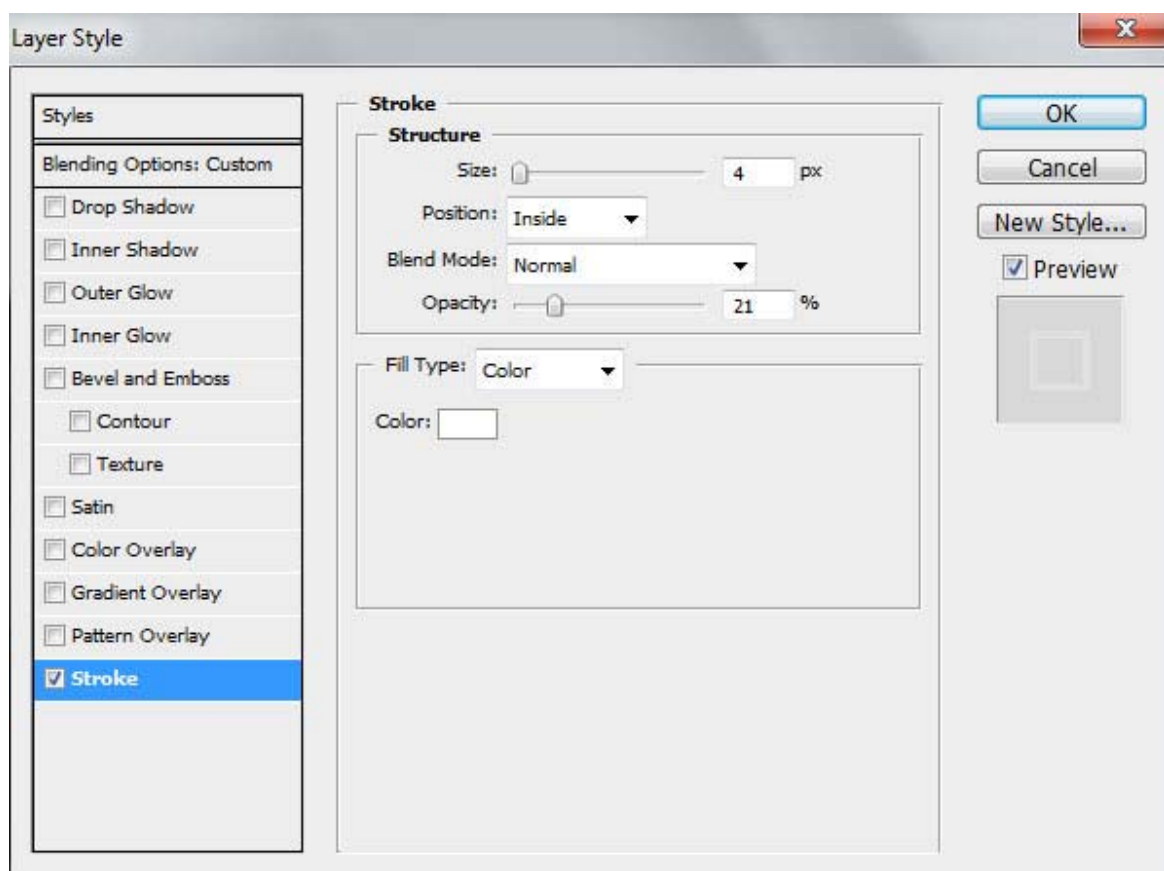 Layer Style
X
Styles
Blending Options: Custom
Drop Shadow
Inner Shadow
Outer Glow
Inner Glow
Bevel and Emboss
Contour
Texture
Satin
Color Overlay
Gradient Overlay
Pattern Overlay
Stroke
Stroke
Structure
Size: 4 px
Position: Inside
Blend Mode: Normal
Opacity: 21 %
Fill Type: Color
Color:
OK
Cancel
New Style...
Preview